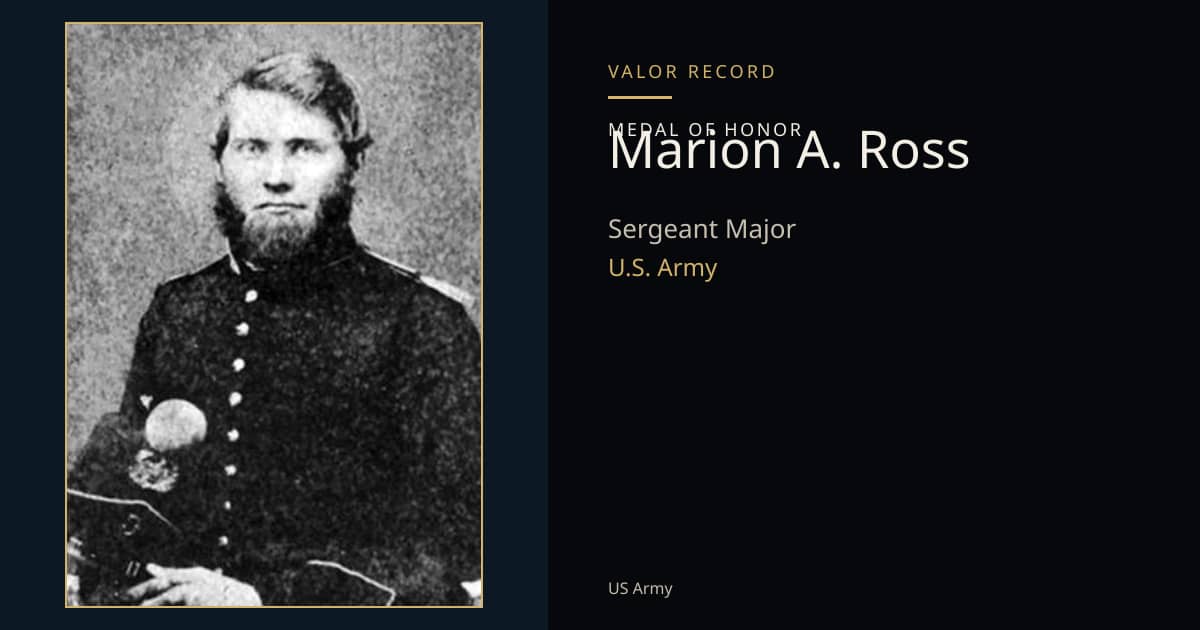 VALOR RECORD
MEDAL OF HONOR
Marion A. Ross
Sergeant Major
U.S. Army
US Army